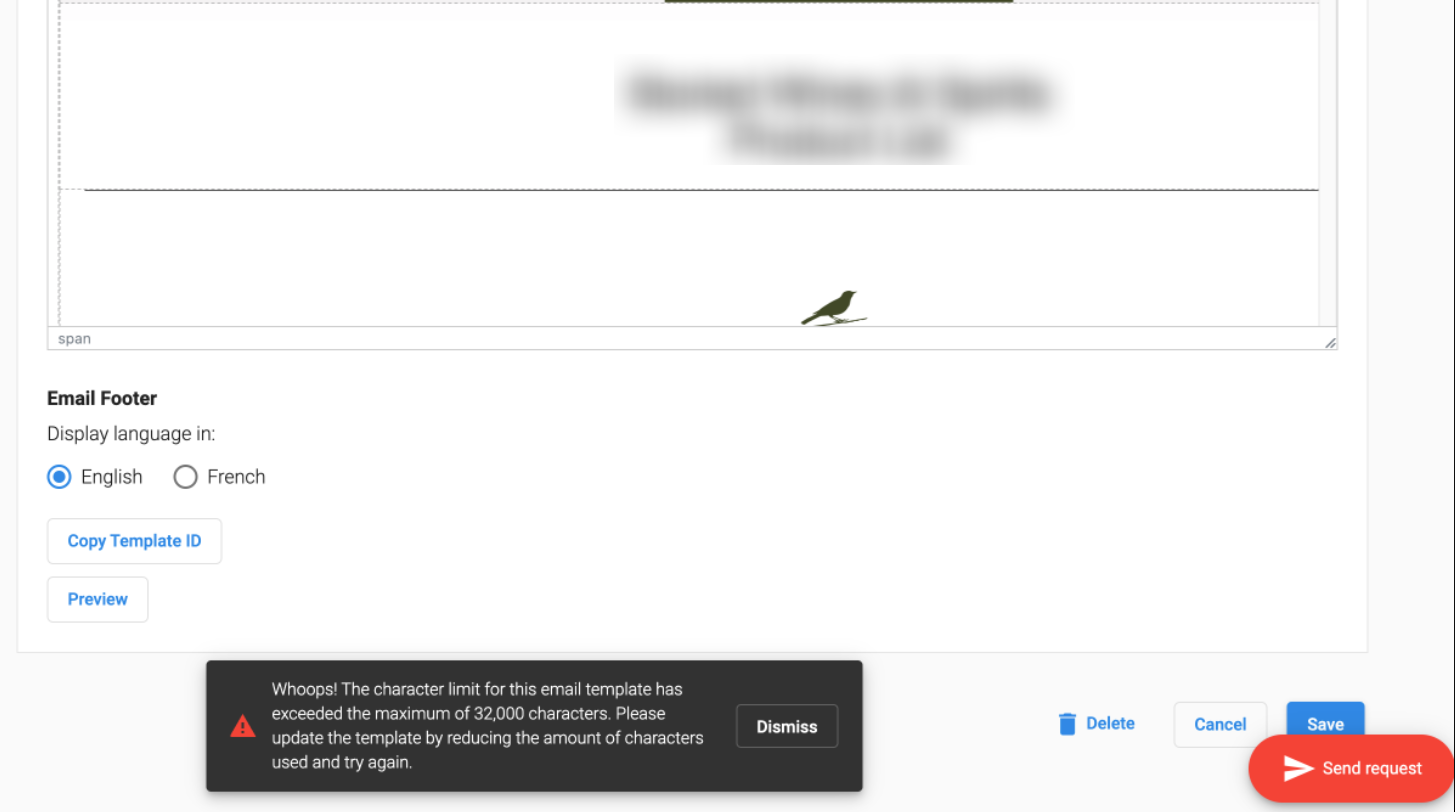 span
Email Footer
Display language in:
English French
Copy Template ID
Preview
Whoops! The character limit for this email template has
exceeded the maximum of 32,000 characters. Please
update the template by reducing the amount of characters
used and try again.
Dismiss
Delete
Cancel
Save
Send request